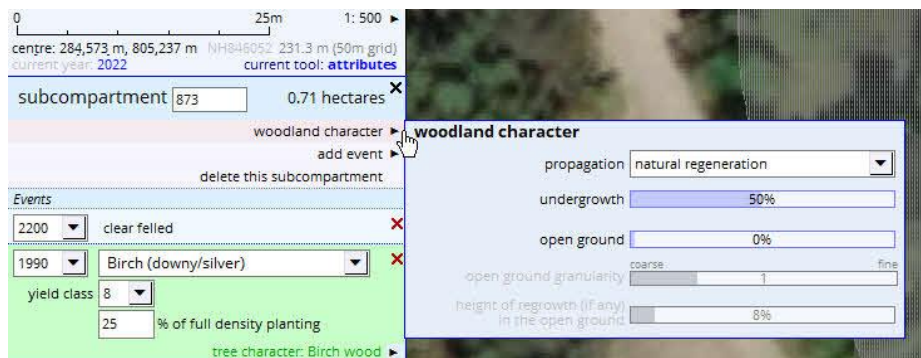 0 25m 1: 500 ►
centre: 284,573 m, 805,237 m NH846052 231.3 m (50m grid)
current year: 2022 current tool: attributes
subcompartment 873 0.71 hectares
woodland character ►
add event ►
delete this subcompartment
Events
2200 clear felled
1990 Birch (downy/silver)
yield class 8
25 % of full density planting
tree character: Birch wood ►
woodland character
propagation natural regeneration
undergrowth 50%
open ground 0%
coarse fine
open ground granularity 1
height of regrowth (if any)
in the open ground 8%